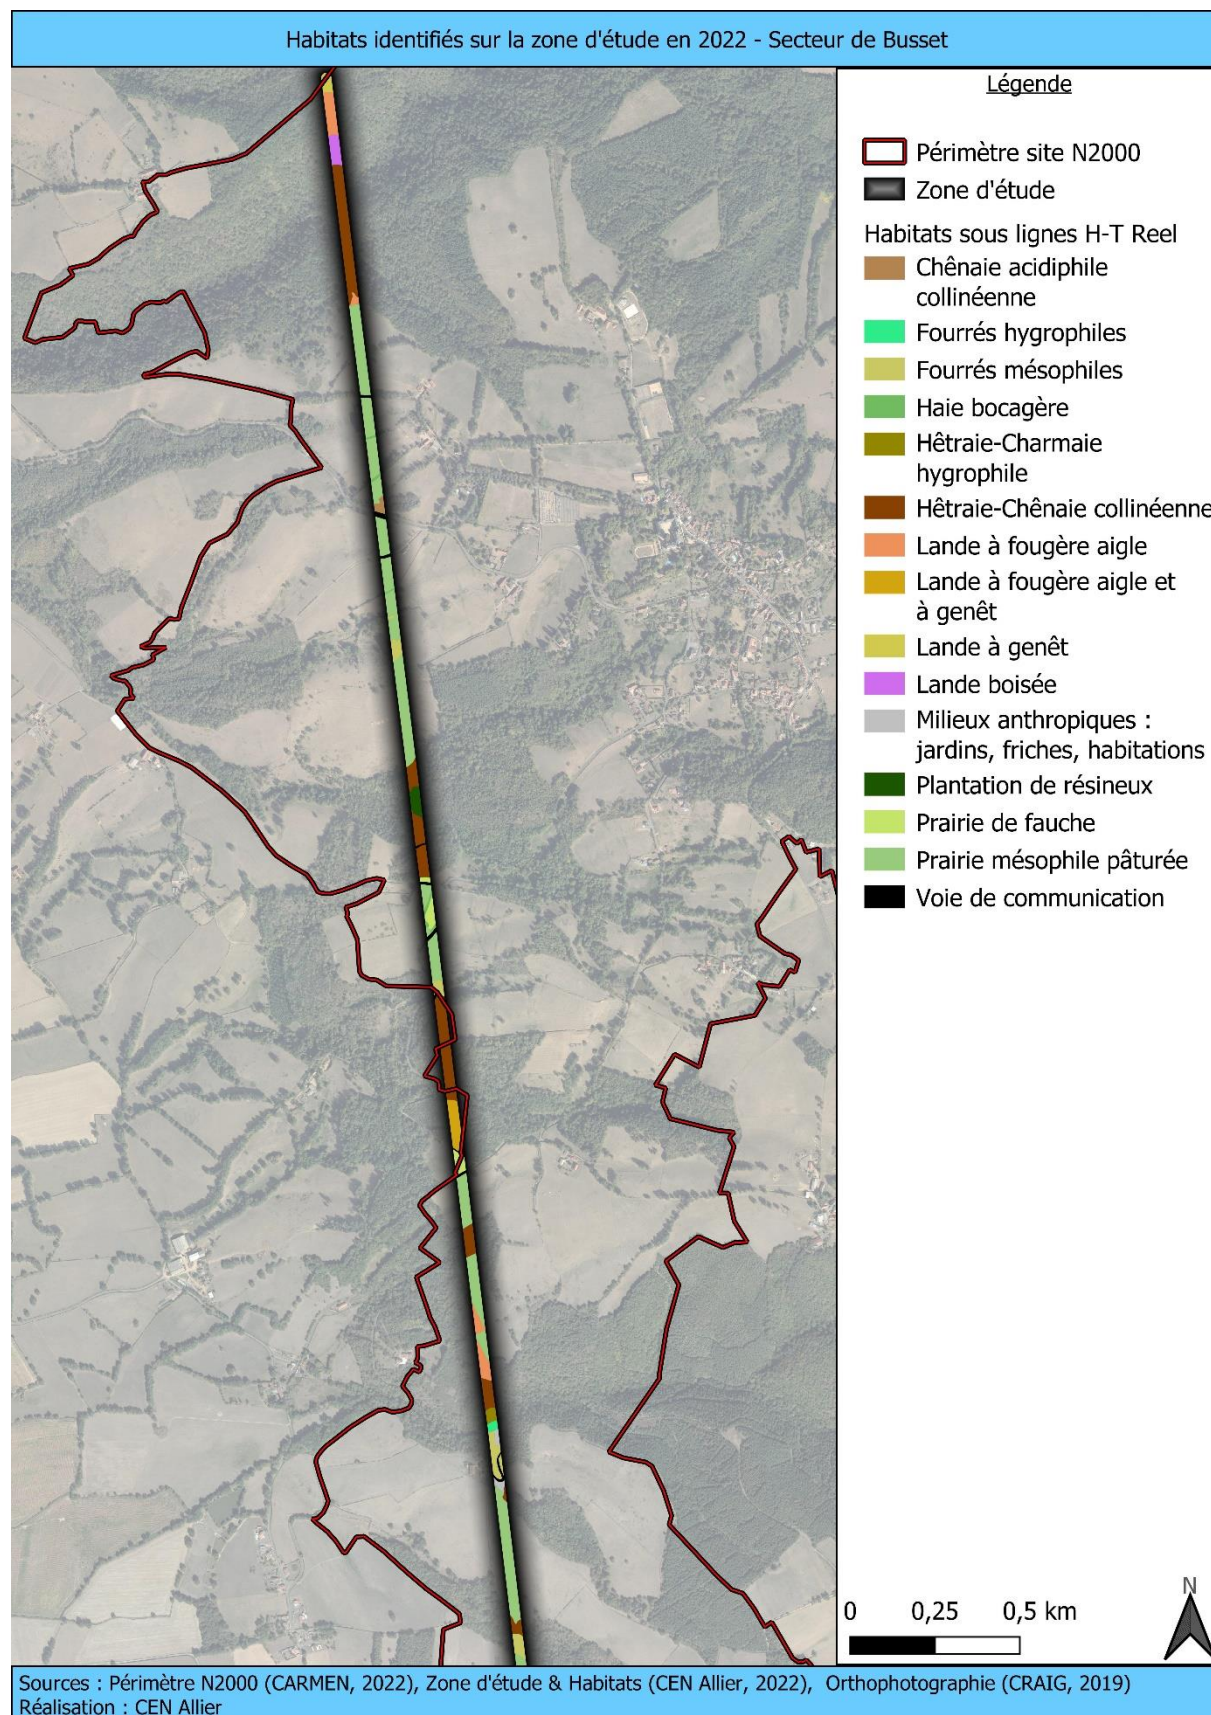 Habitats identifiés sur la zone d'étude en 2022 - Secteur de Busset
Légende
Périmètre site N2000
Zone d'étude
Habitats sous lignes H-T Reel
Chênaie acidiphile
collinéenne
Fourrés hygrophiles
Fourrés mésophiles
Haie bocagère
Hêtraie-Charmaie
hygrophile
Hêtraie-Chênaie collinéenne
Lande à fougère aigle
Lande à fougère aigle et
à genêt
Lande à genêt
Lande boisée
Milieux anthropiques :
jardins, friches, habitations
Plantation de résineux
Prairie de fauche
Prairie mésophile pâturée
Voie de communication
N
0 0,25 0,5 km
Sources : Périmètre N2000 (CARMEN, 2022), Zone d'étude & Habitats (CEN Allier, 2022), Orthophotographie (CRAIG, 2019)
Réalisation : CEN Allier